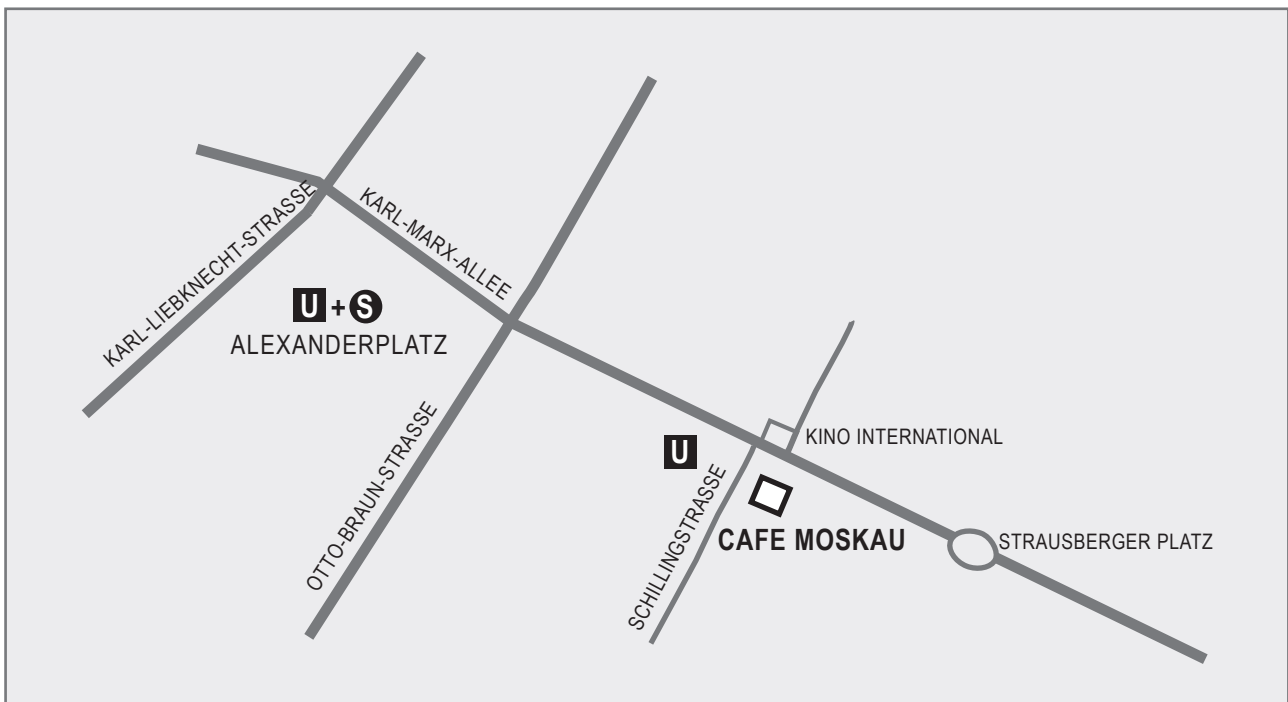 KARL-LIEBKNECHT-STRASSE
KARL-MARX-ALLEE
U + S
ALEXANDERPLATZ
OTTO-BRAUN-STRASSE
U
SCHILLINGSTRASSE
KINO INTERNATIONAL
CAFE MOSKAU
STRAUSBERGER PLATZ